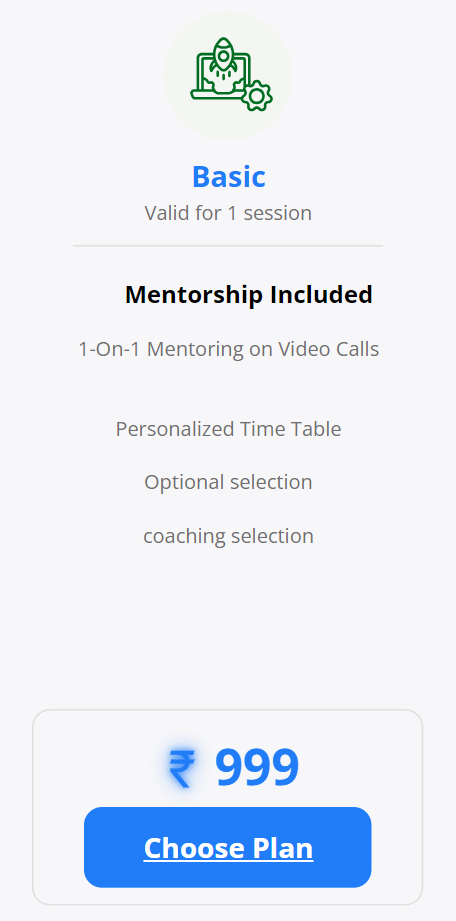 Basic
Valid for 1 session
Mentorship Included
1-On-1 Mentoring on Video Calls
Personalized Time Table
Optional selection
coaching selection
₹ 999
Choose Plan